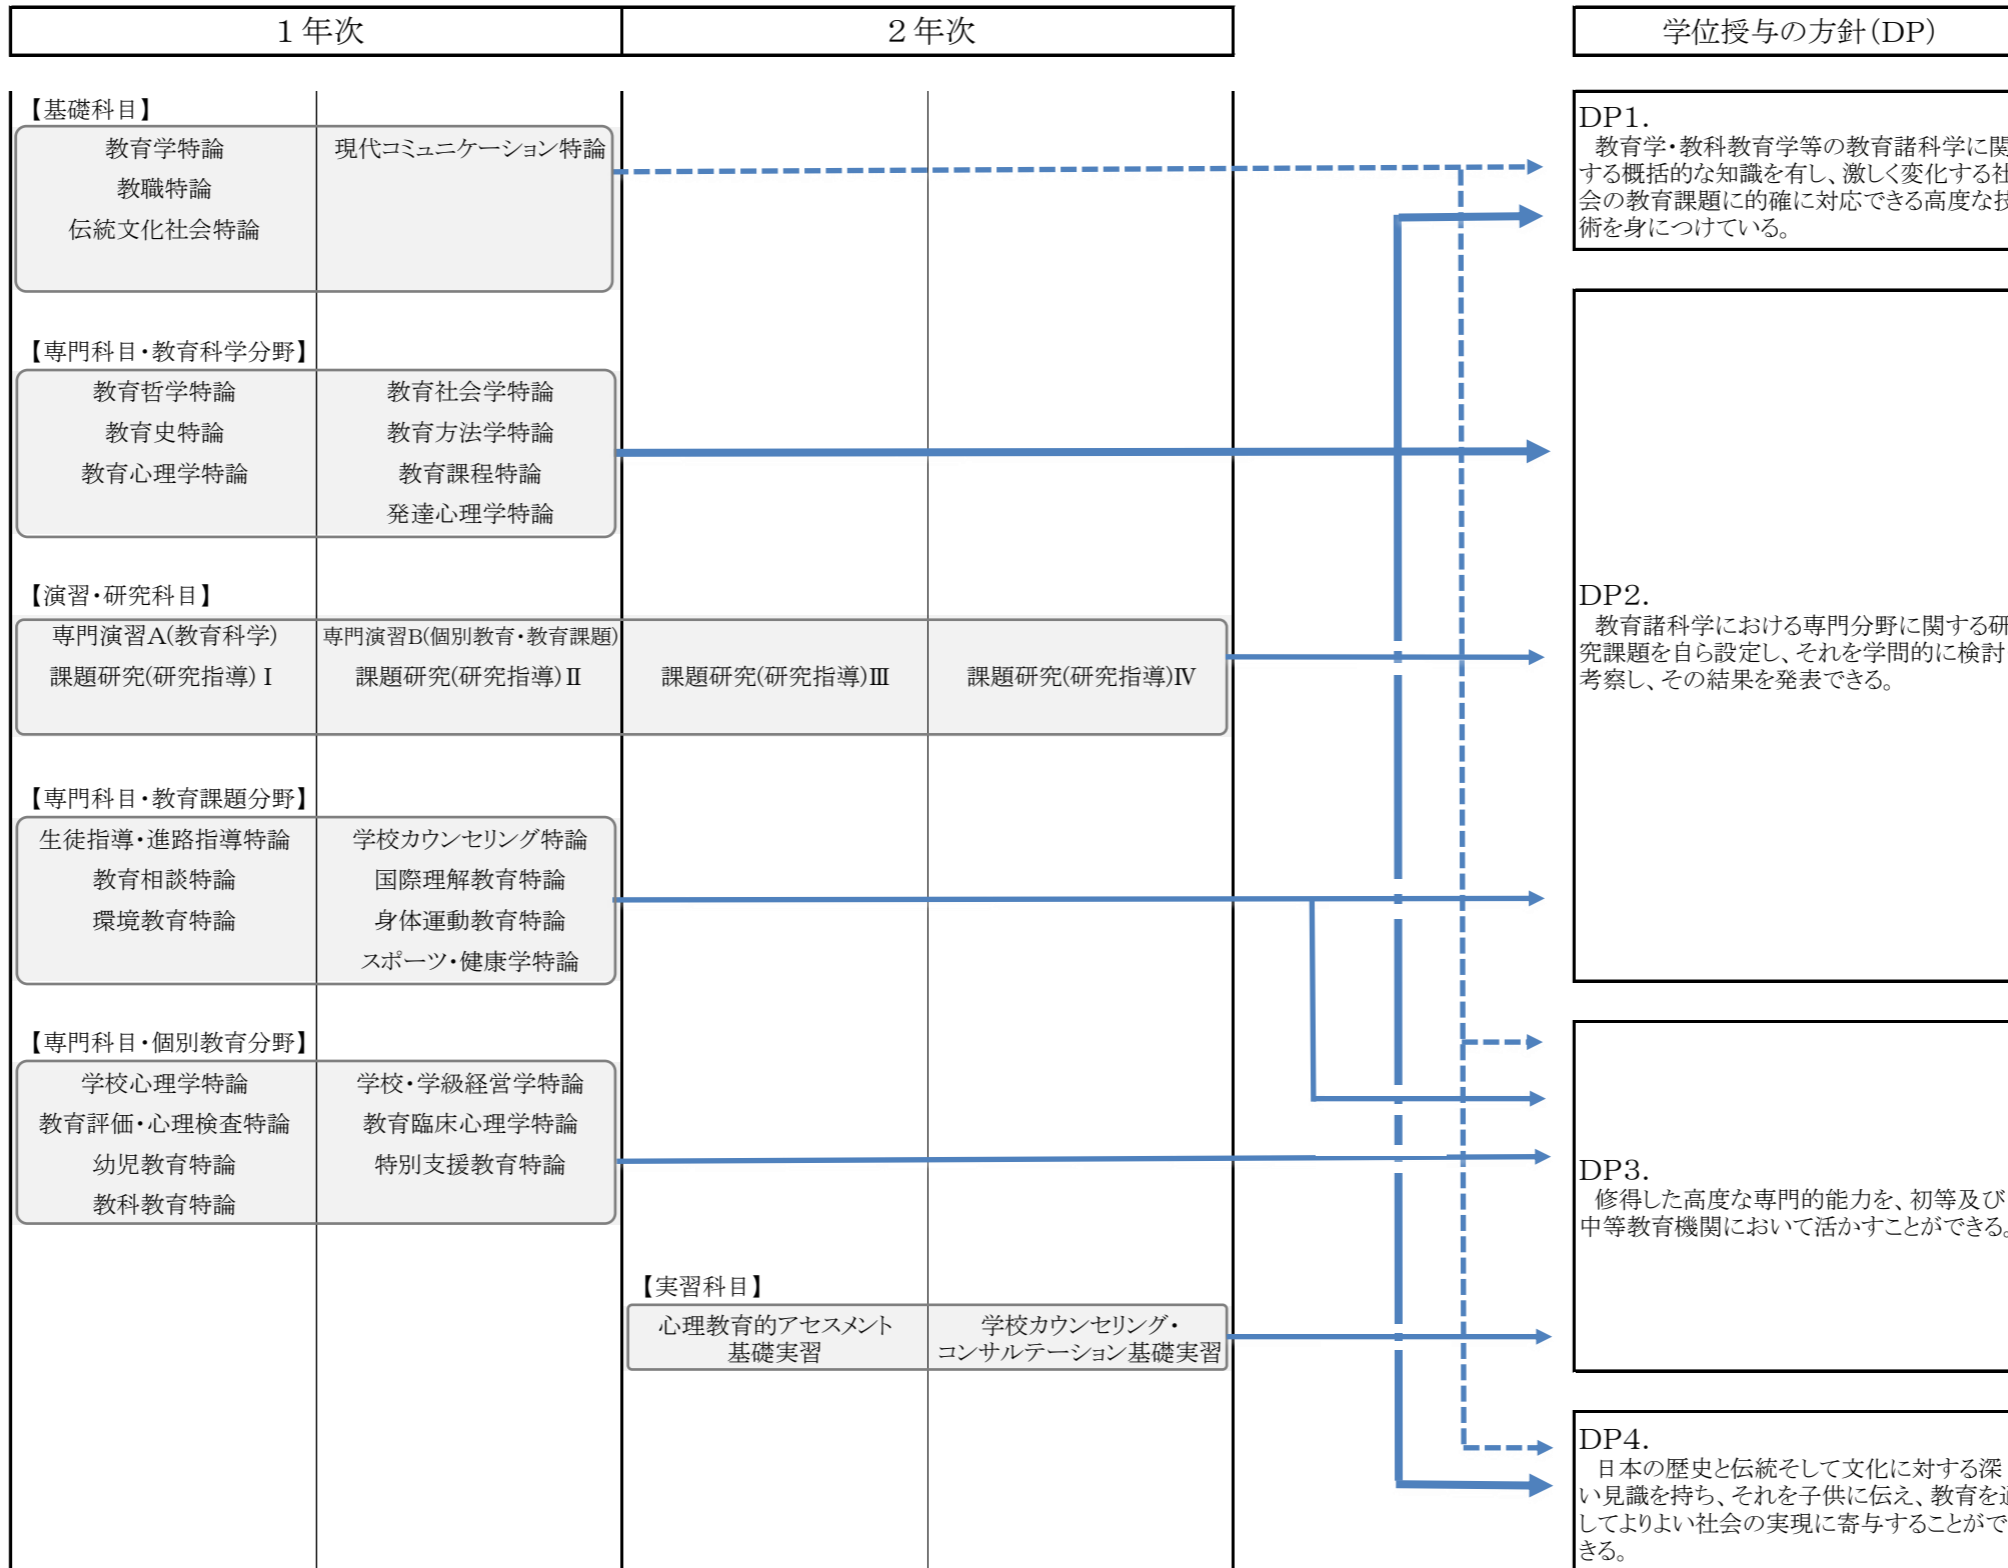 1年次
2年次
学位授与の方針(DP)
【基礎科目】
教育学特論
現代コミュニケーション特論
教職特論
伝統文化社会特論
【専門科目・教育科学分野】
教育哲学特論
教育社会学特論
教育史特論
教育方法学特論
教育心理学特論
教育課程特論
発達心理学特論
【演習・研究科目】
専門演習A(教育科学)
専門演習B(個別教育・教育課題)
課題研究(研究指導)Ⅰ
課題研究(研究指導)Ⅱ
課題研究(研究指導)Ⅲ
課題研究(研究指導)Ⅳ
【専門科目・教育課題分野】
生徒指導・進路指導特論
学校カウンセリング特論
教育相談特論
国際理解教育特論
環境教育特論
身体運動教育特論
スポーツ・健康学特論
【専門科目・個別教育分野】
学校心理学特論
学校・学級経営学特論
教育評価・心理検査特論
教育臨床心理学特論
幼児教育特論
特別支援教育特論
教科教育特論
【実習科目】
心理教育的アセスメント
基礎実習
学校カウンセリング・
コンサルテーション基礎実習
DP1.
教育学・教科教育学等の教育諸科学に関
する概括的な知識を有し、激しく変化する社
会の教育課題に的確に対応できる高度な技
術を身につけている。
DP2.
教育諸科学における専門分野に関する研
究課題を自ら設定し、それを学問的に検討
考察し、その結果を発表できる。
DP3.
修得した高度な専門的能力を、初等及び
中等教育機関において活かすことができる。
DP4.
日本の歴史と伝統そして文化に対する深
い見識を持ち、それを子供に伝え、教育を通
してよりよい社会の実現に寄与することがで
きる。